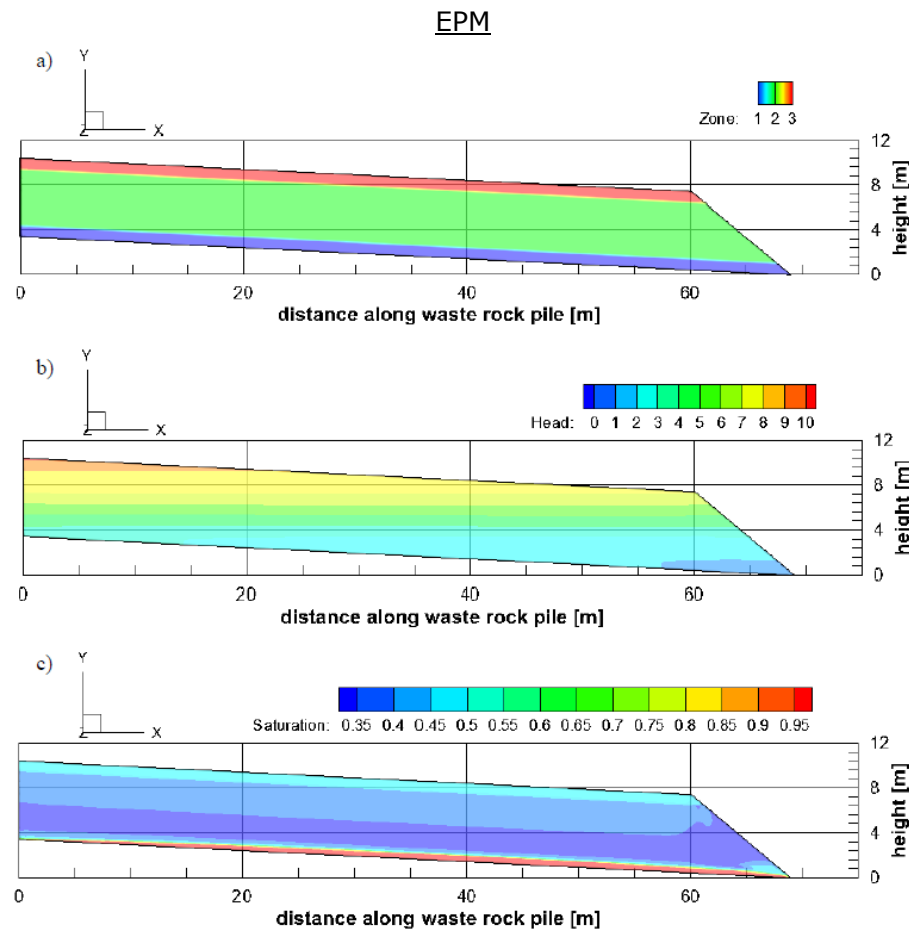 EPM
a)
Y
Z X
Zone: 1 2 3
12
8
4
0
height [m]
0 20 40 60
distance along waste rock pile [m]
b)
Y
Z X
Head: 0 1 2 3 4 5 6 7 8 9 10
12
8
4
0
height [m]
0 20 40 60
distance along waste rock pile [m]
c)
Y
Z X
Saturation: 0.35 0.4 0.45 0.5 0.55 0.6 0.65 0.7 0.75 0.8 0.85 0.9 0.95
12
8
4
0
height [m]
0 20 40 60
distance along waste rock pile [m]